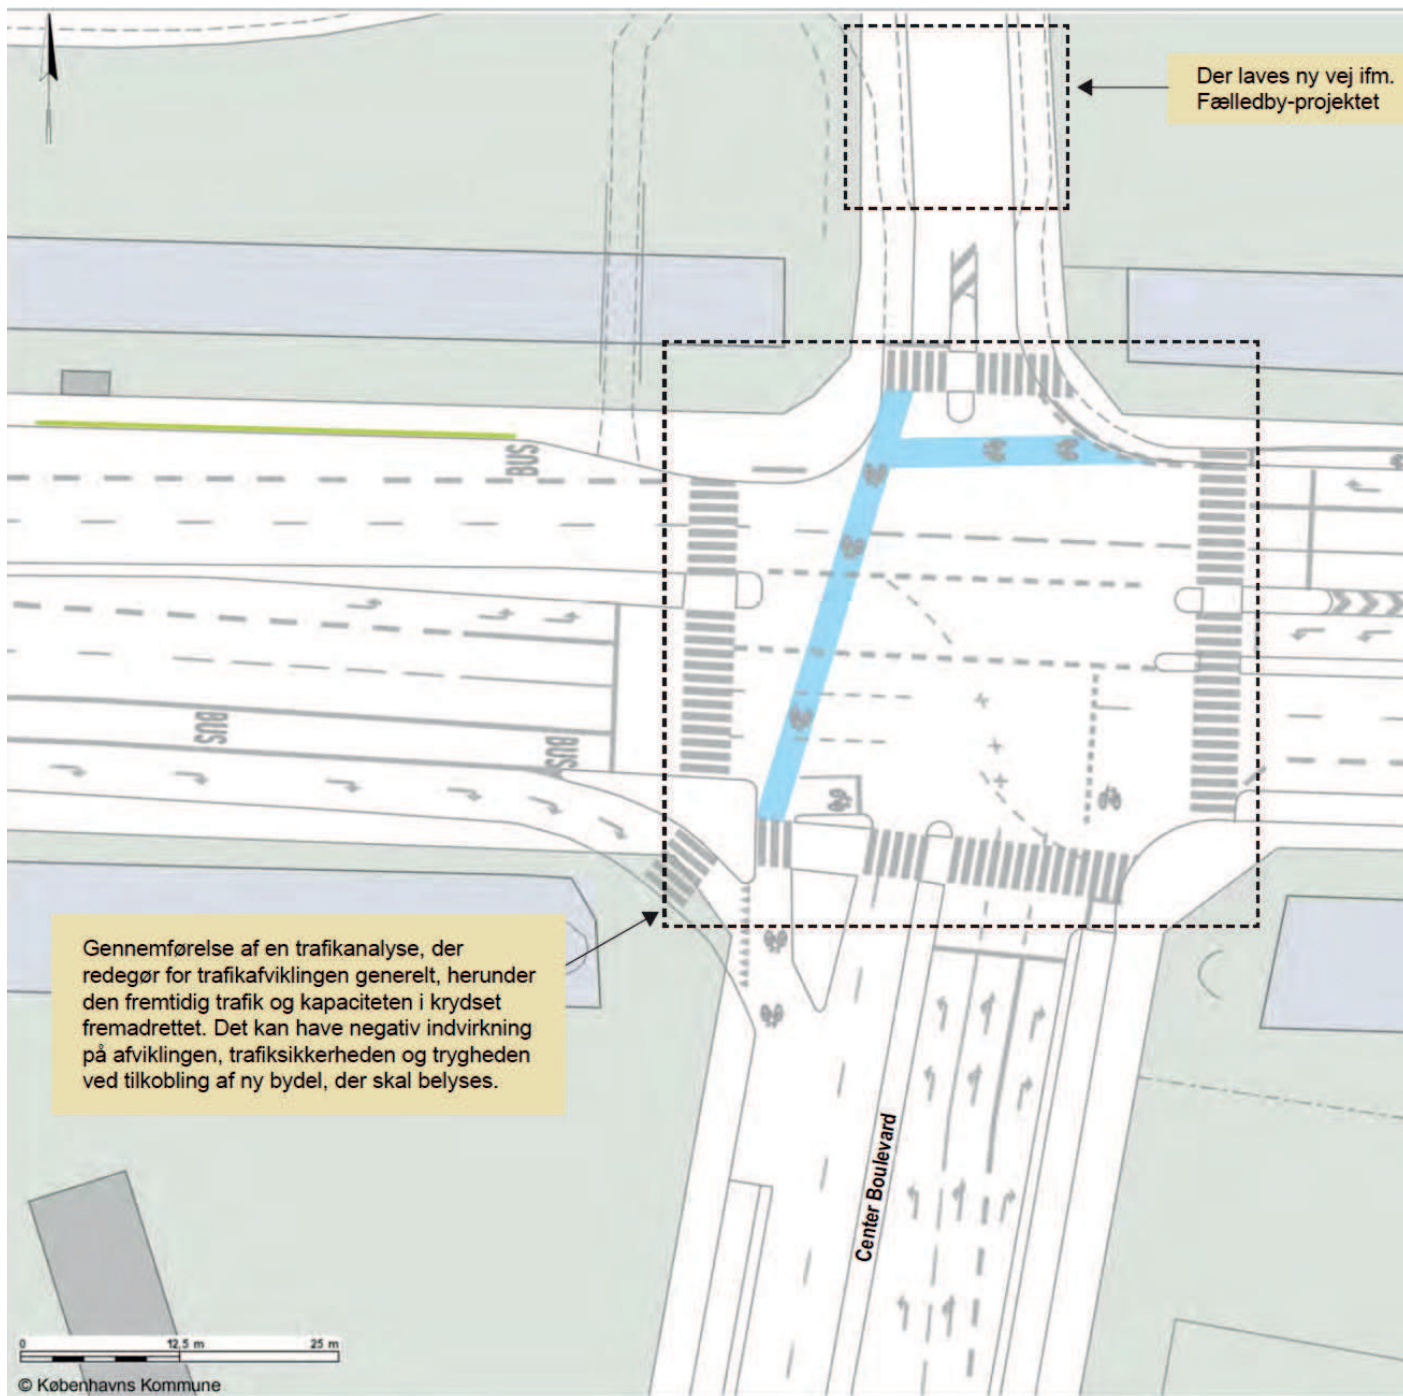 Der laves ny vej ifm.
Fælledby-projektet
BUS
BUS
BUS
Gennemførelse af en trafikanalyse, der
redegør for trafikafviklingen generelt, herunder
den fremtidig trafik og kapaciteten i krydset
fremadrettet. Det kan have negativ indvirkning
på afviklingen, trafiksikkerheden og trygheden
ved tilkobling af ny bydel, der skal belyses.
Center Boulevard
0 12,5 m 25 m
© Københavns Kommune